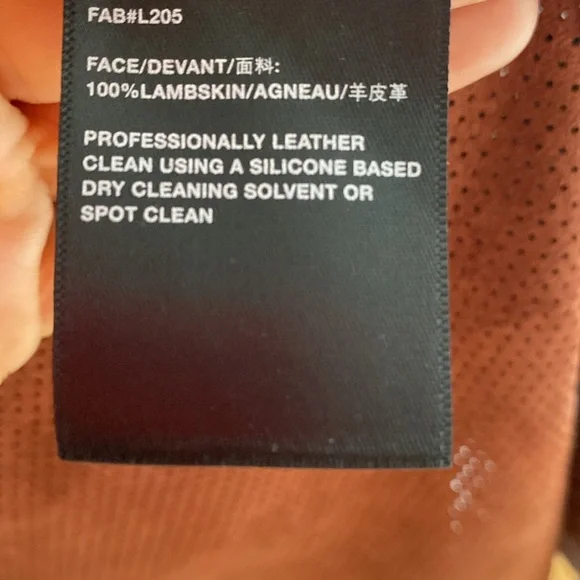 FAB#L205
FACE/DEVANT/面料:
100%LAMBSKIN/AGNEAU/羊皮革
PROFESSIONALLY LEATHER
CLEAN USING A SILICONE BASED
DRY CLEANING SOLVENT OR
SPOT CLEAN